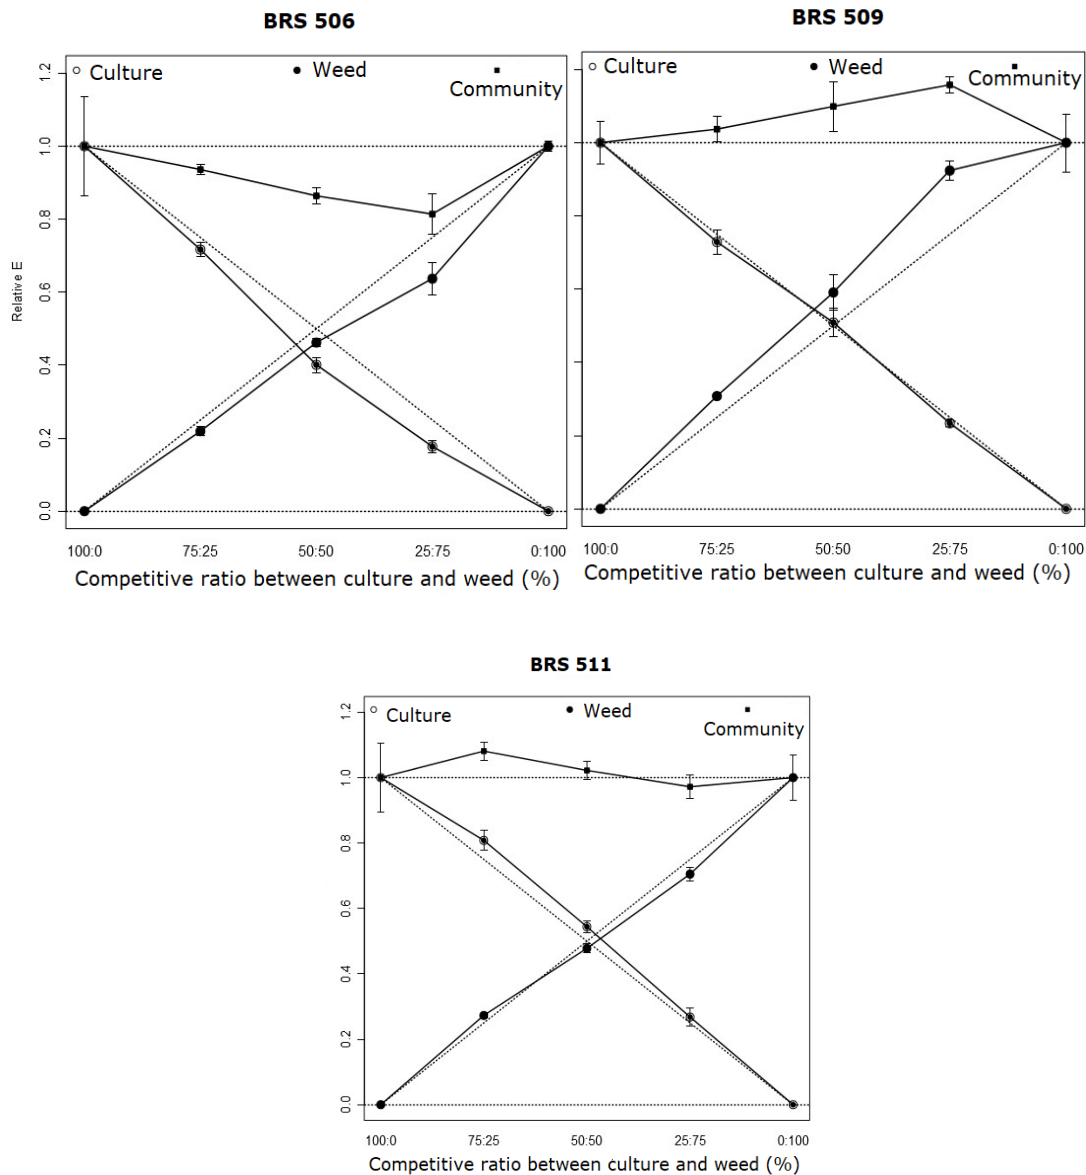 BRS 506
Culture
Weed
Community
1.2
1.0
0.8
0.6
0.4
0.2
0.0
Relative E
100:0 75:25 50:50 25:75 0:100
Competitive ratio between culture and weed (%)
BRS 509
Culture
Weed
Community
100:0 75:25 50:50 25:75 0:100
Competitive ratio between culture and weed (%)
BRS 511
Culture
Weed
Community
1.2
1.0
0.8
0.6
0.4
0.2
0.0
100:0 75:25 50:50 25:75 0:100
Competitive ratio between culture and weed (%)